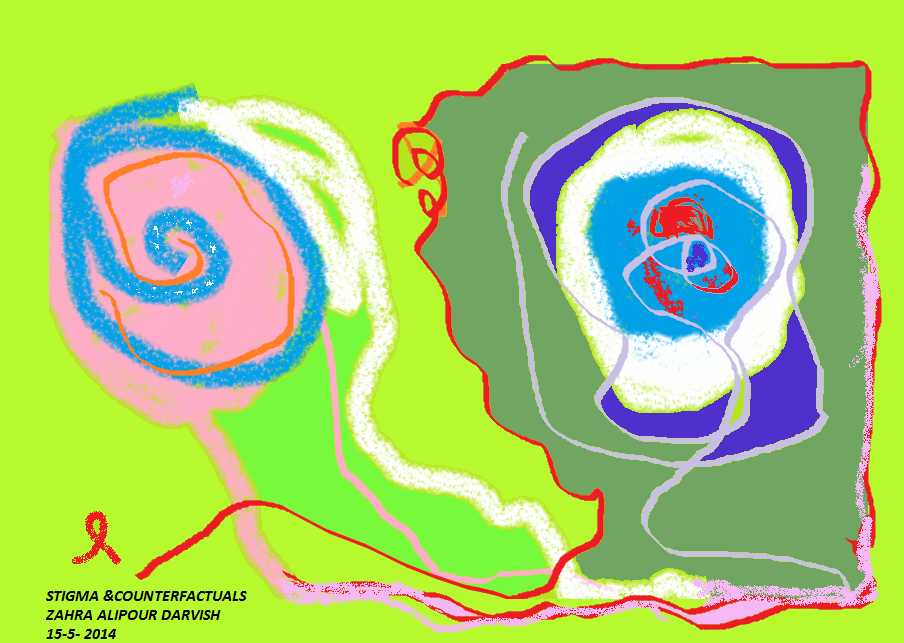 STIGMA &COUNTERFACTUALS
ZAHRA ALIPOUR DARVISH
15-5- 2014